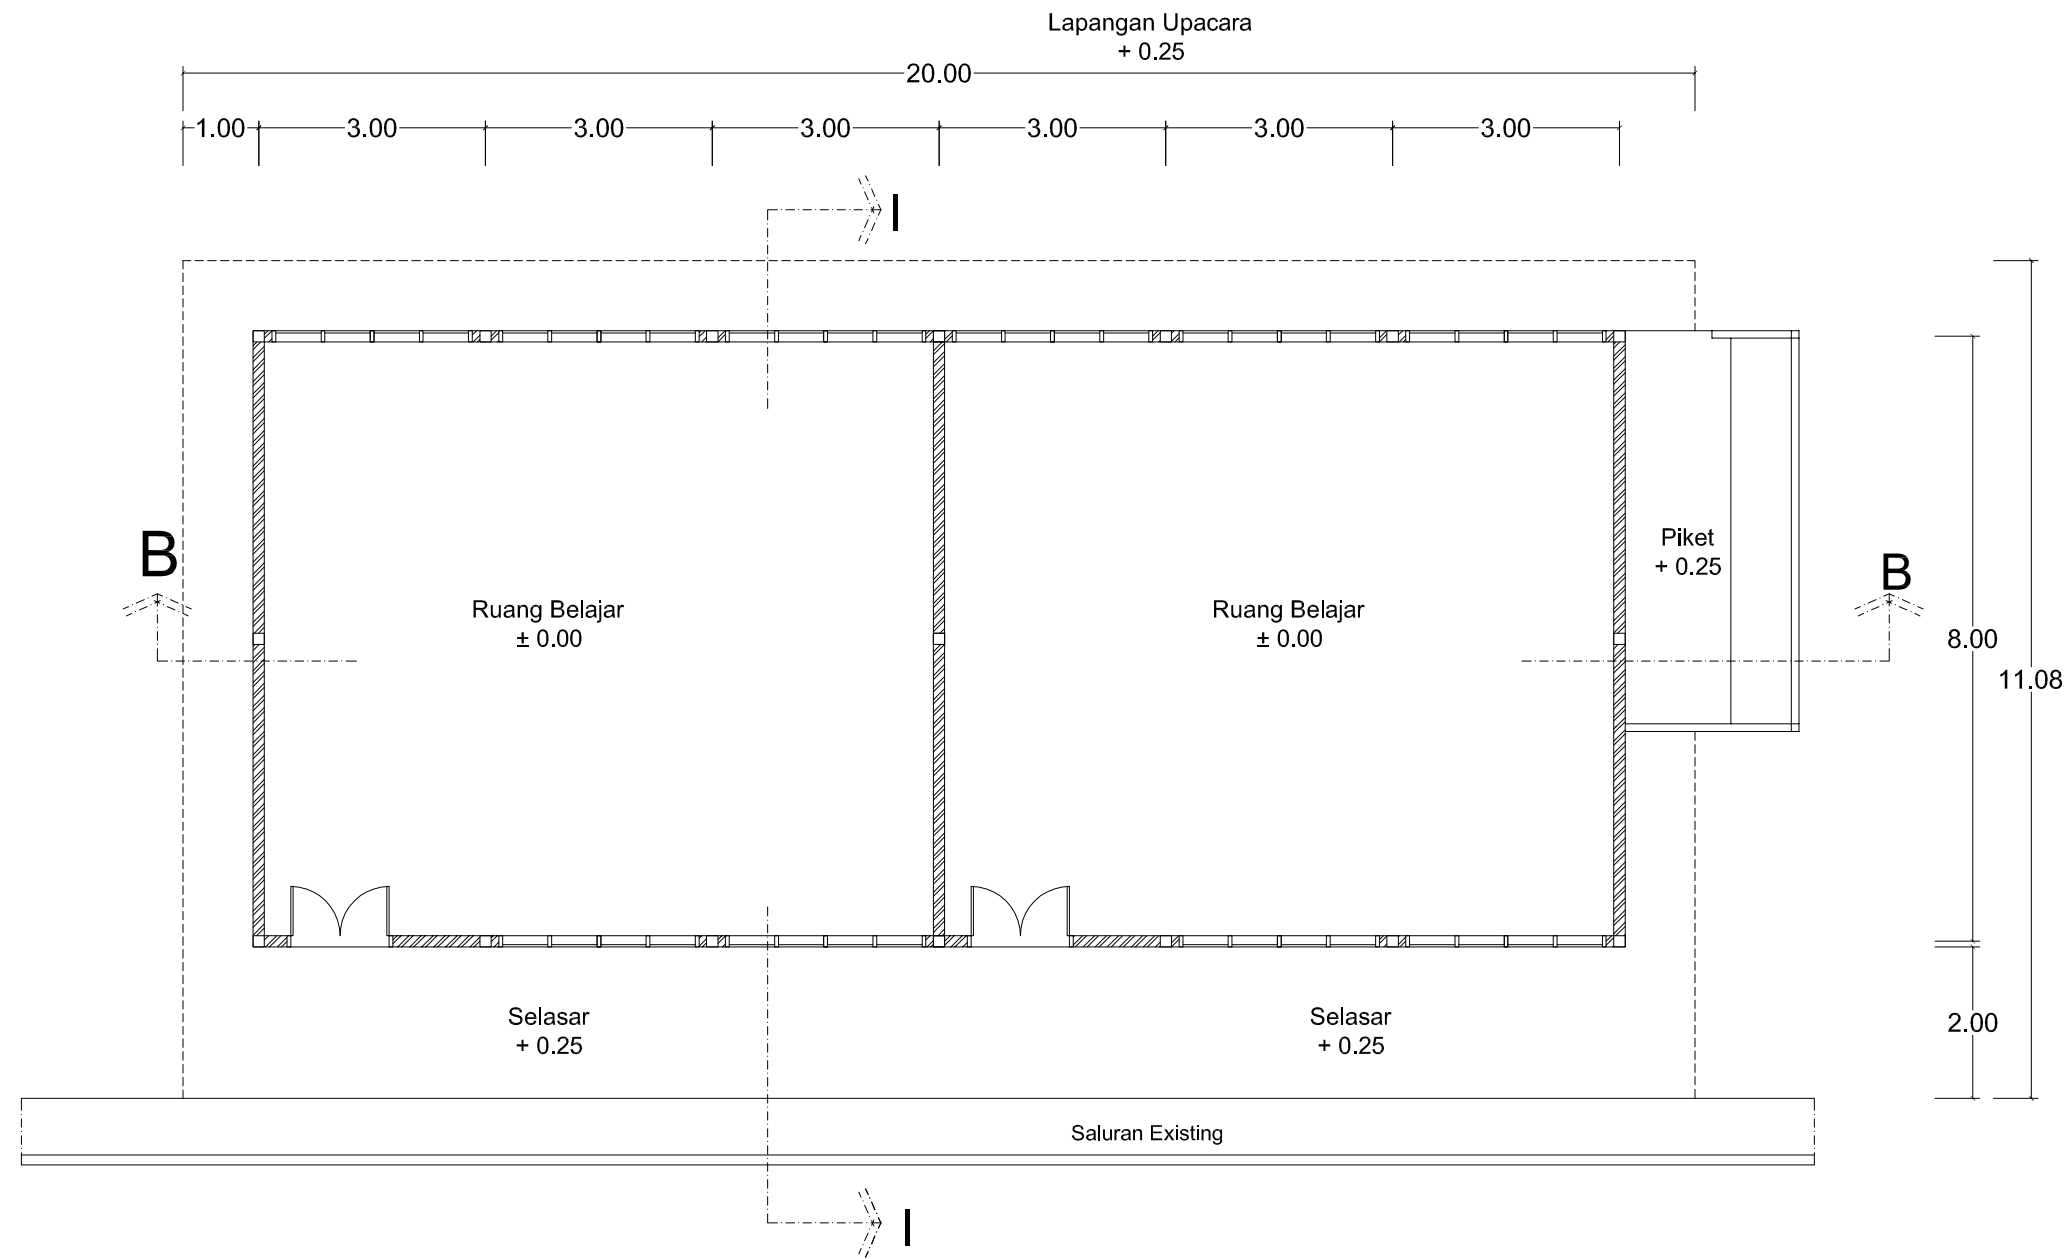 Lapangan Upacara
+ 0.25
20.00
1.00 3.00 3.00 3.00 3.00 3.00 3.00
I
B
B
Piket
+ 0.25
Ruang Belajar
± 0.00
Ruang Belajar
± 0.00
8.00
11.08
Selasar
+ 0.25
Selasar
+ 0.25
2.00
Saluran Existing
I